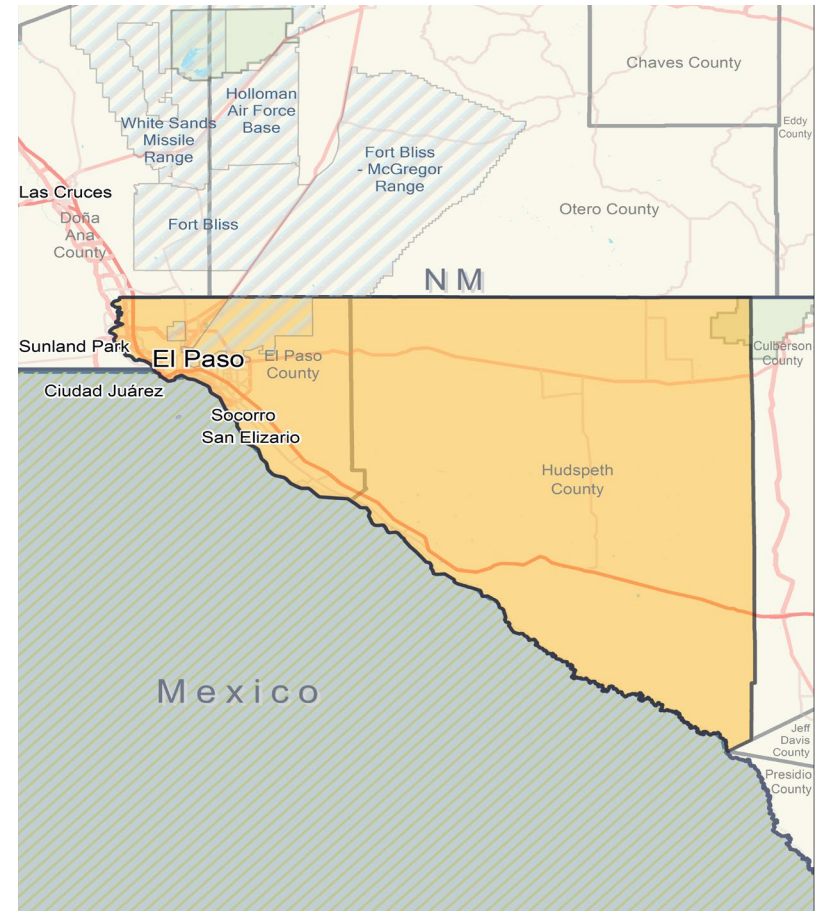 Chaves County
Holloman
Air Force
Base
White Sands
Missile
Range
Eddy
County
Fort Bliss
- McGregor
Range
Las Cruces
Doña
Ana
County
Fort Bliss
Otero County
NM
Sunland Park
El Paso
El Paso
County
Culberson
County
Ciudad Juárez
Socorro
San Elizario
Hudspeth
County
Mexico
Jeff
Davis
County
Presidio
County